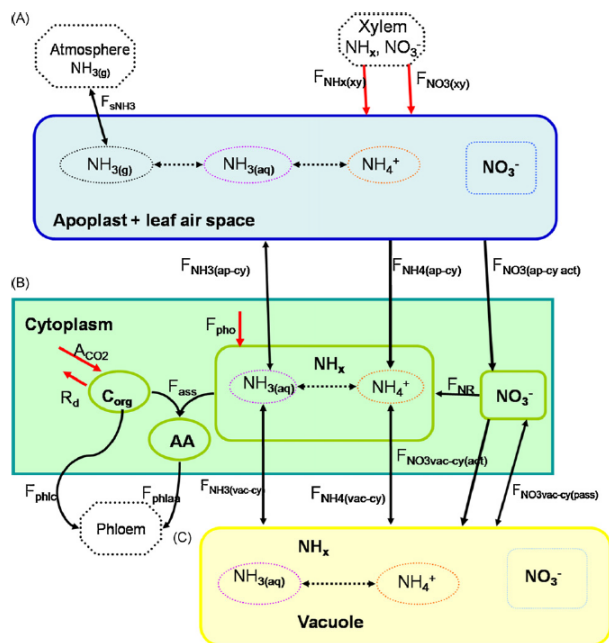 (A)
Xylem
NHx, NO3-
Atmosphere
NH3(g)
FsNH3
FNHx(xy)
FNO3(xy)
NH3(g)
NH3(aq)
NH4+
NO3-
Apoplast + leaf air space
FNH3(ap-cy)
FNH4(ap-cy)
FNO3(ap-cy act)
(B)
Cytoplasm
Fpho
ACO2
NHx
Rd
Corg
Fass
NH3(aq)
NH4+
FNR
NO3-
AA
FNO3vac-cy(act)
Fphlc
Fphlaa
FNH3(vac-cy)
FNH4(vac-cy)
FNO3vac-cy(pass)
Phloem
(C)
NHx
NH3(aq)
NH4+
NO3-
Vacuole